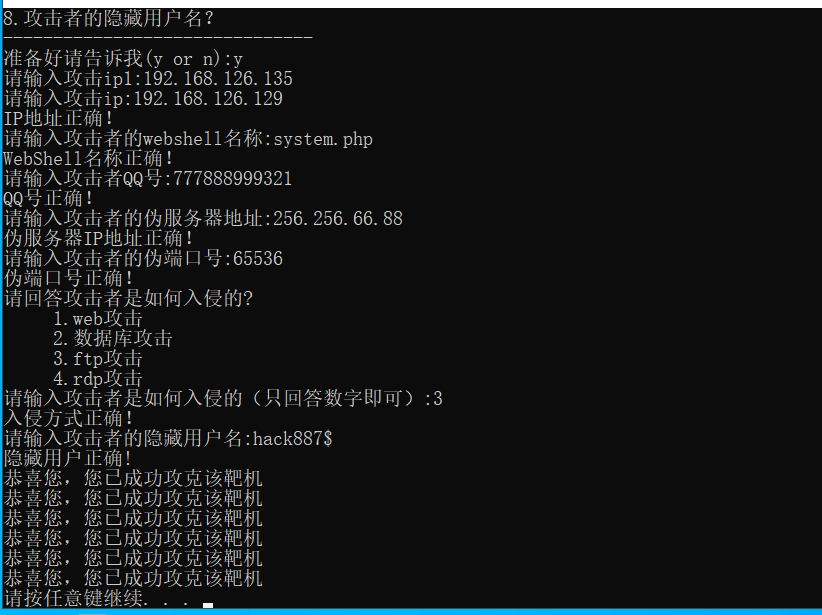 8.攻击者的隐藏用户名?
-------------------------------
准备好请告诉我(y or n):y
请输入攻击ip1:192.168.126.135
请输入攻击ip:192.168.126.129
IP地址正确!
请输入攻击者的webshell名称:system.php
WebShell名称正确!
请输入攻击者QQ号:777888999321
QQ号正确!
请输入攻击者的伪服务器地址:256.256.66.88
伪服务器IP地址正确!
请输入攻击者的伪端口号:65536
伪端口号正确!
请回答攻击者是如何入侵的?
1.web攻击
2.数据库攻击
3.ftp攻击
4.rdp攻击
请输入攻击者是如何入侵的（只回答数字即可）:3
入侵方式正确!
请输入攻击者的隐藏用户名:hack887$
隐藏用户正确!
恭喜您，您已成功攻克该靶机
恭喜您，您已成功攻克该靶机
恭喜您，您已成功攻克该靶机
恭喜您，您已成功攻克该靶机
恭喜您，您已成功攻克该靶机
恭喜您，您已成功攻克该靶机
请按任意键继续. . .